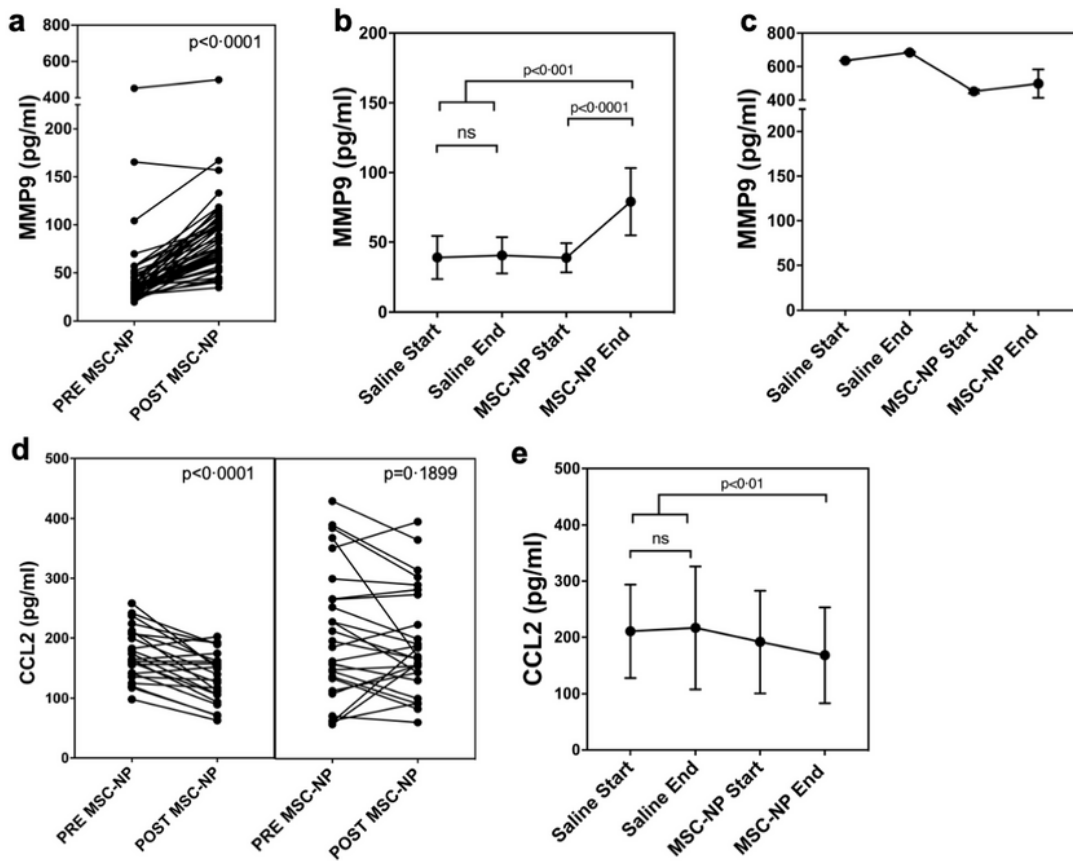 a
p<0·0001
MMP9 (pg/ml)
800
600
400
200
150
100
50
0
PRE MSC-NP
POST MSC-NP
b
MMP9 (pg/ml)
200
150
100
50
0
p<0·001
p<0·0001
ns
Saline Start
Saline End
MSC-NP Start
MSC-NP End
c
MMP9 (pg/ml)
800
600
400
200
150
100
50
0
Saline Start
Saline End
MSC-NP Start
MSC-NP End
d
CCL2 (pg/ml)
500
400
300
200
100
0
p<0·0001
p=0·1899
PRE MSC-NP
POST MSC-NP
PRE MSC-NP
POST MSC-NP
e
CCL2 (pg/ml)
500
400
300
200
100
0
p<0·01
ns
Saline Start
Saline End
MSC-NP Start
MSC-NP End